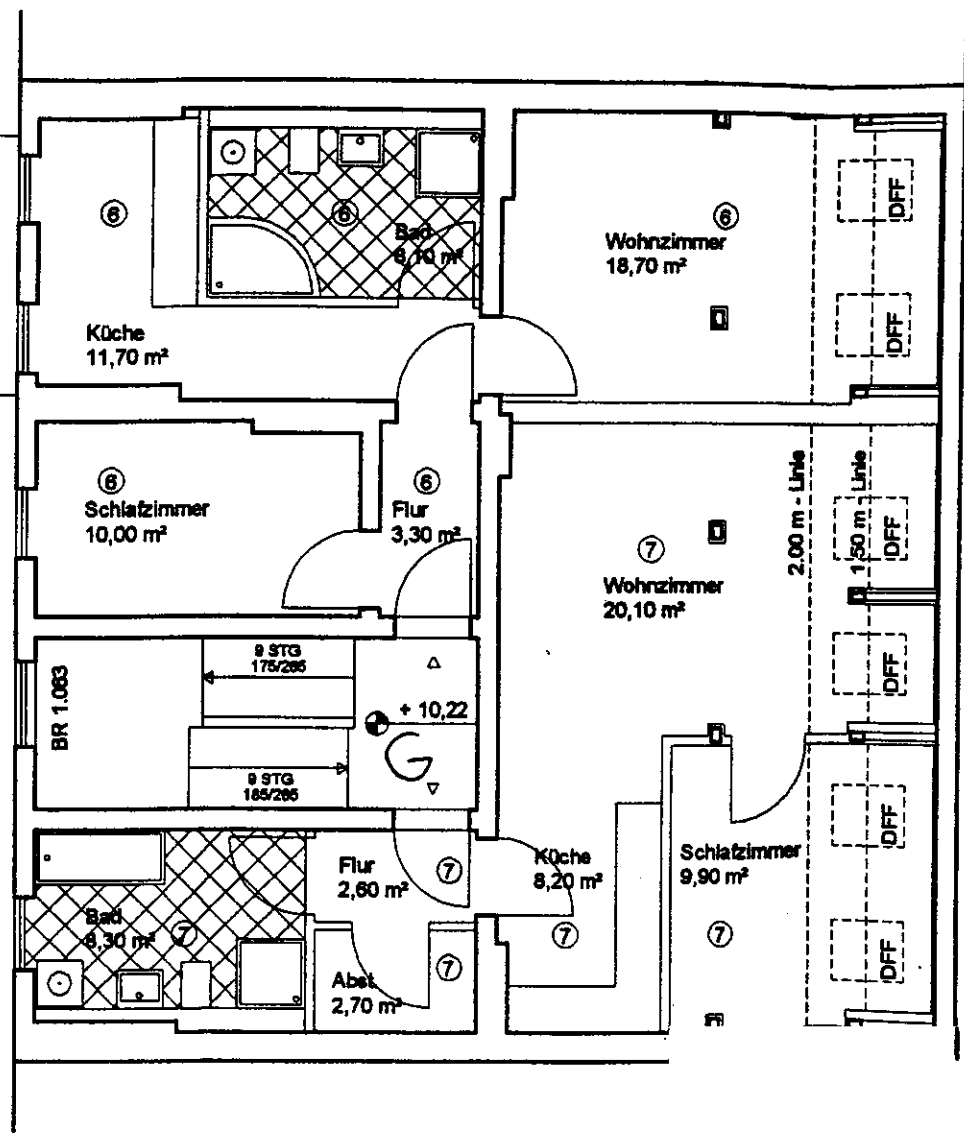 6
6
Bad
8,10 m²
6
Wohnzimmer
18,70 m²
DFF
DFF
Küche
11,70 m²
6
Schlafzimmer
10,00 m²
6
Flur
3,30 m²
7
Wohnzimmer
20,10 m²
2.00 m - Linie
1,50 m - Linie
DFF
DFF
BR 1.063
9 STG
175/265
+ 10,22
G
9 STG
185/265
Flur
2,60 m²
7
Küche
8,20 m²
7
Schlafzimmer
9,90 m²
7
DFF
DFF
Bad
8,30 m²
7
Abst.
2,70 m²
7